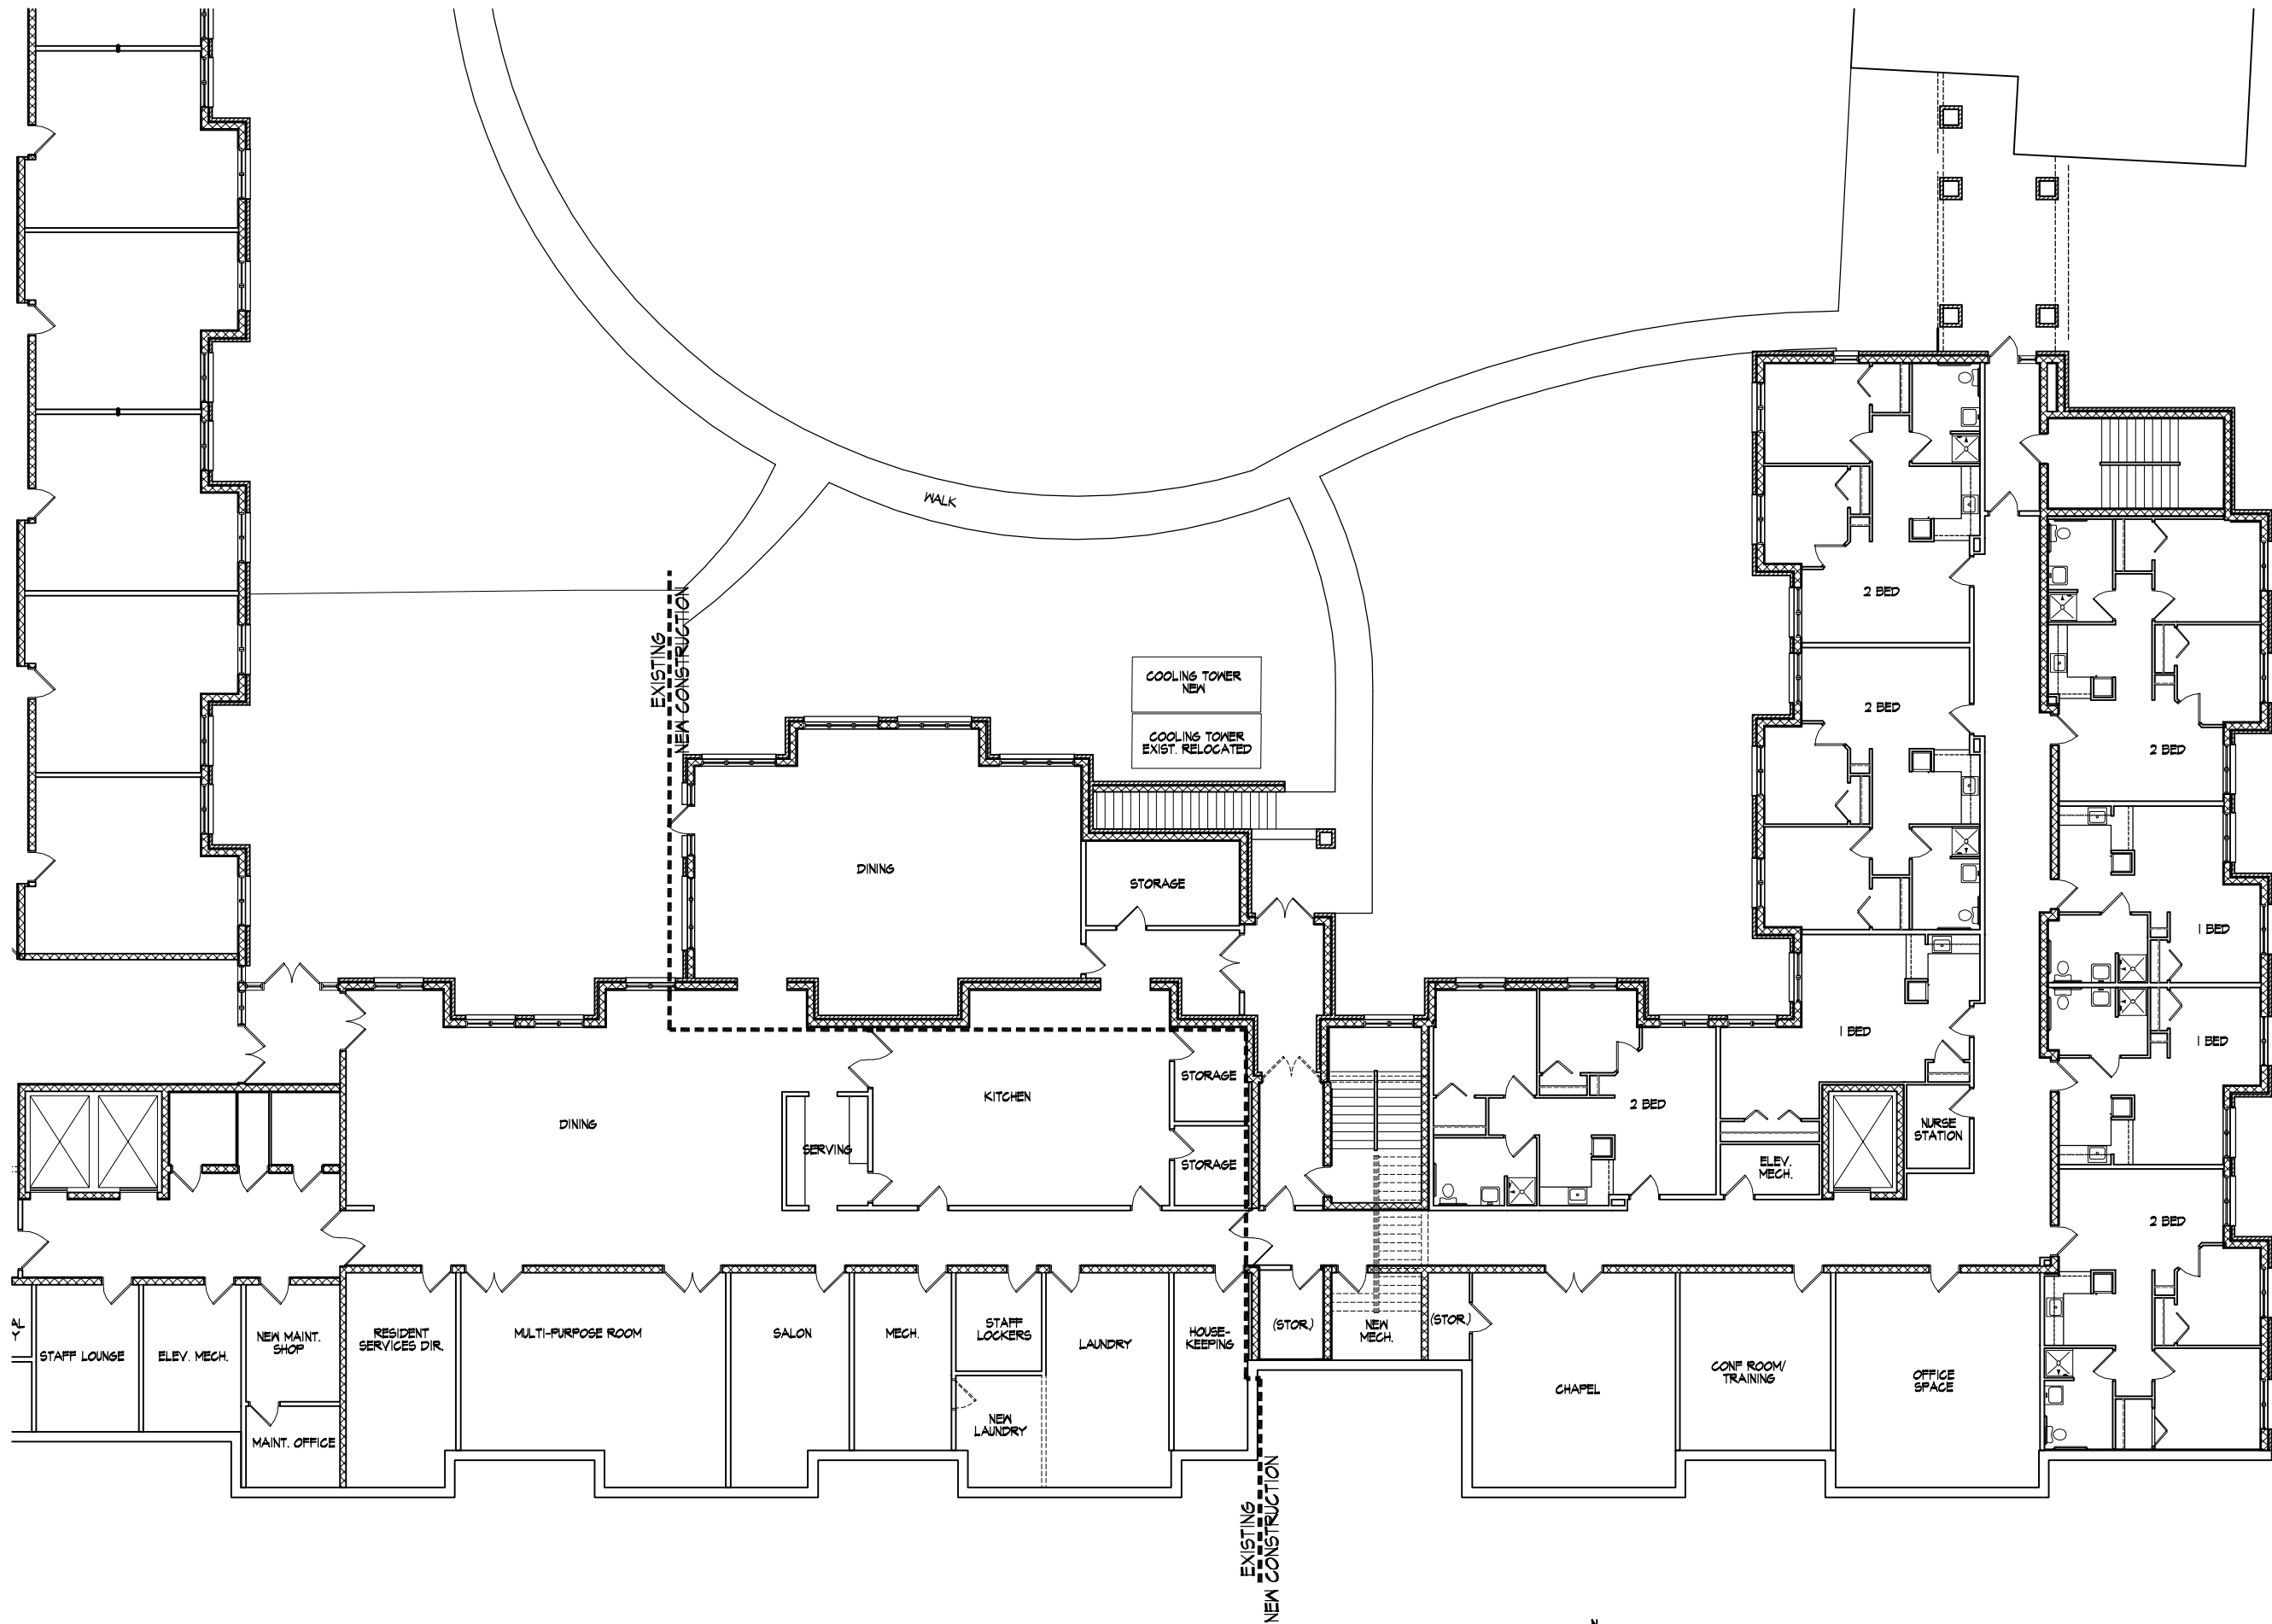 WALK
EXISTING
NEW CONSTRUCTION
COOLING TOWER
NEW
COOLING TOWER
EXIST. RELOCATED
2 BED
2 BED
2 BED
DINING
STORAGE
1 BED
1 BED
1 BED
DINING
SERVING
KITCHEN
STORAGE
STORAGE
2 BED
ELEV.
MECH.
NURSE
STATION
2 BED
AL
Y
STAFF LOUNGE
ELEV. MECH.
NEW MAINT.
SHOP
MAINT. OFFICE
RESIDENT
SERVICES DIR.
MULTI-PURPOSE ROOM
SALON
MECH.
STAFF
LOCKERS
NEW
LAUNDRY
LAUNDRY
HOUSE-
KEEPING
(STOR.)
NEW
MECH.
(STOR.)
CHAPEL
CONF ROOM/
TRAINING
OFFICE
SPACE
EXISTING
NEW CONSTRUCTION
N